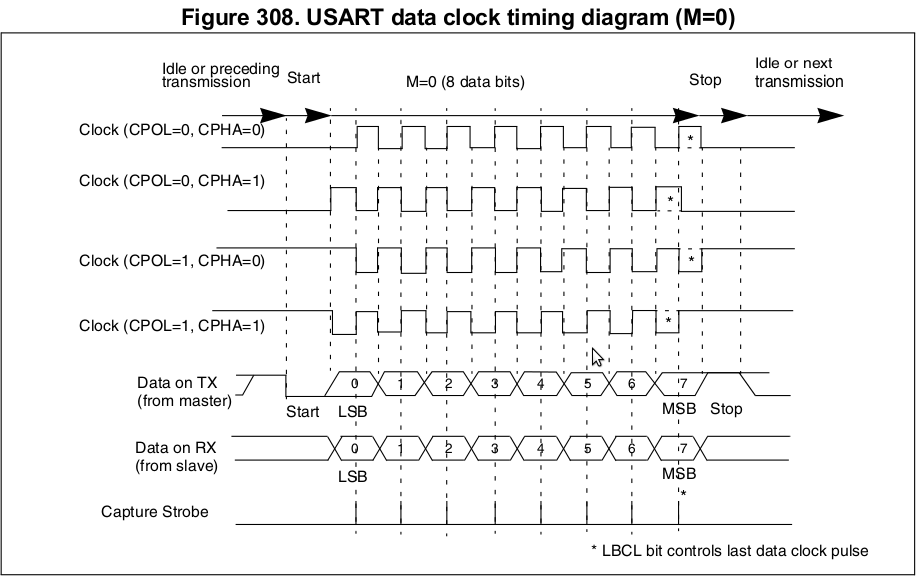 Figure 308. USART data clock timing diagram (M=0)
Idle or preceding
transmission
Start
M=0 (8 data bits)
Stop
Idle or next
transmission
Clock (CPOL=0, CPHA=0)
*
Clock (CPOL=0, CPHA=1)
*
Clock (CPOL=1, CPHA=0)
*
Clock (CPOL=1, CPHA=1)
*
Data on TX
(from master)
0 1 2 3 4 5 6 7
Start LSB MSB Stop
Data on RX
(from slave)
0 1 2 3 4 5 6 7
LSB MSB
*
Capture Strobe
* LBCL bit controls last data clock pulse